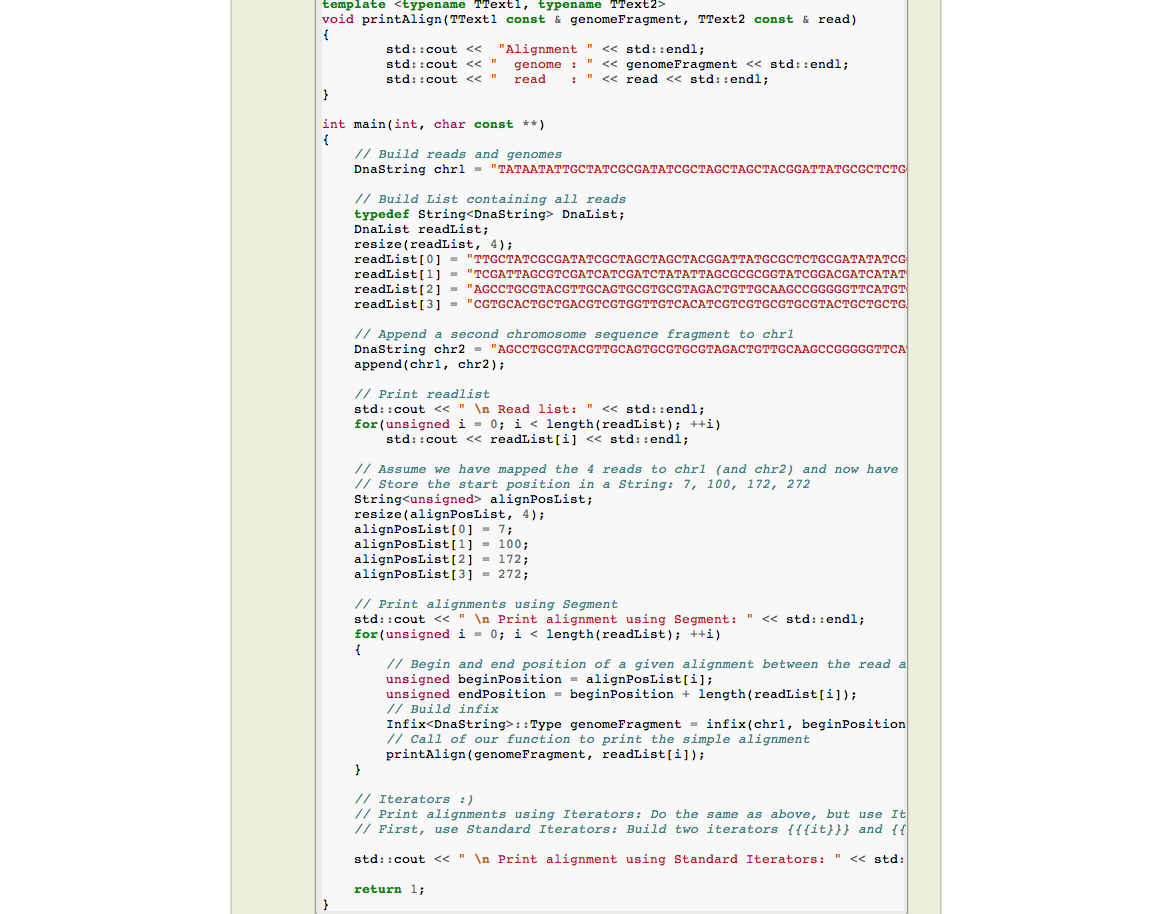 template <typename TText1, typename TText2>
void printAlign(TText1 const & genomeFragment, TText2 const & read)
{
        std::cout <<  "Alignment " << std::endl;
        std::cout << "  genome : " << genomeFragment << std::endl;
        std::cout << "  read   : " << read << std::endl;
}

int main(int, char const **)
{
    // Build reads and genomes
    DnaString chr1 = "TATAATATTGCTATCGCGATATCGCTAGCTAGCTACGGATTATGCGCTCTG

    // Build List containing all reads
    typedef String<DnaString> DnaList;
    DnaList readList;
    resize(readList, 4);
    readList[0] = "TTGCTATCGCGATATCGCTAGCTAGCTACGGATTATGCGCTCTGCGATATATCG
    readList[1] = "TCGATTAGCGTCGATCATCGATCTATATTAGCGCGCGGTATCGGACGATCATAT
    readList[2] = "AGCCTGCGTACGTTGCAGTGCGTGCGTAGACTGTTGCAAGCCGGGGGTTCATGT
    readList[3] = "CGTGCACTGCTGACGTCGTGGTTGTCACATCGTCGTGCGTGCGTACTGCTGCTG

    // Append a second chromosome sequence fragment to chr1
    DnaString chr2 = "AGCCTGCGTACGTTGCAGTGCGTGCGTAGACTGTTGCAAGCCGGGGGTTCA
    append(chr1, chr2);

    // Print readlist
    std::cout << " \n Read list: " << std::endl;
    for(unsigned i = 0; i < length(readList); ++i)
        std::cout << readList[i] << std::endl;

    // Assume we have mapped the 4 reads to chr1 (and chr2) and now have
    // Store the start position in a String: 7, 100, 172, 272
    String<unsigned> alignPosList;
    resize(alignPosList, 4);
    alignPosList[0] = 7;
    alignPosList[1] = 100;
    alignPosList[2] = 172;
    alignPosList[3] = 272;

    // Print alignments using Segment
    std::cout << " \n Print alignment using Segment: " << std::endl;
    for(unsigned i = 0; i < length(readList); ++i)
    {
        // Begin and end position of a given alignment between the read a
        unsigned beginPosition = alignPosList[i];
        unsigned endPosition = beginPosition + length(readList[i]);
        // Build infix
        Infix<DnaString>::Type genomeFragment = infix(chr1, beginPosition
        // Call of our function to print the simple alignment
        printAlign(genomeFragment, readList[i]);
    }

    // Iterators :)
    // Print alignments using Iterators: Do the same as above, but use It
    // First, use Standard Iterators: Build two iterators {{{it}}} and {{

    std::cout << " \n Print alignment using Standard Iterators: " << std:

    return 1;
}